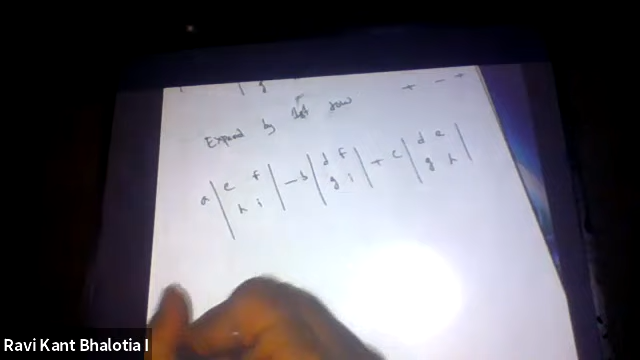 g
+ - +
Expand by 1st row
a | e f | - b | d f | + c | d e |
h i g i g h
Ravi Kant Bhalotia I